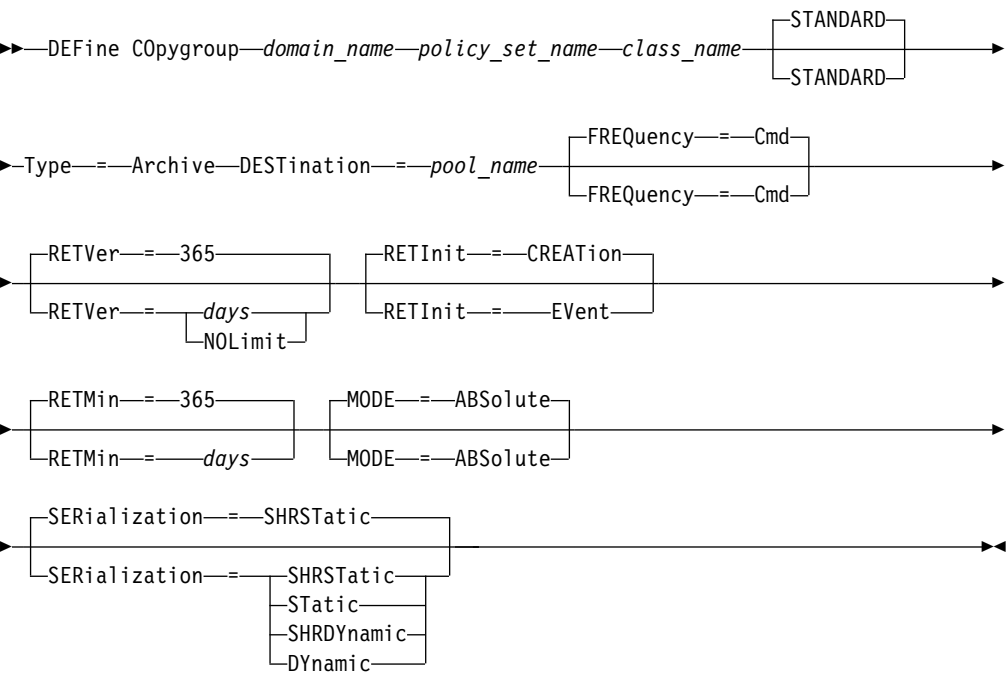 STANDARD
DEFine COpygroup domain_name policy_set_name class_name
STANDARD
FREQuency = Cmd
Type = Archive DESTination = pool_name
FREQuency = Cmd
RETVer = 365 RETInit = CREATion
RETVer = days RETInit = EVent
NOLimit
RETMin = 365 MODE = ABSolute
RETMin = days MODE = ABSolute
SERialization = SHRSTatic
SERialization = SHRSTatic
STatic
SHRDYnamic
DYnamic